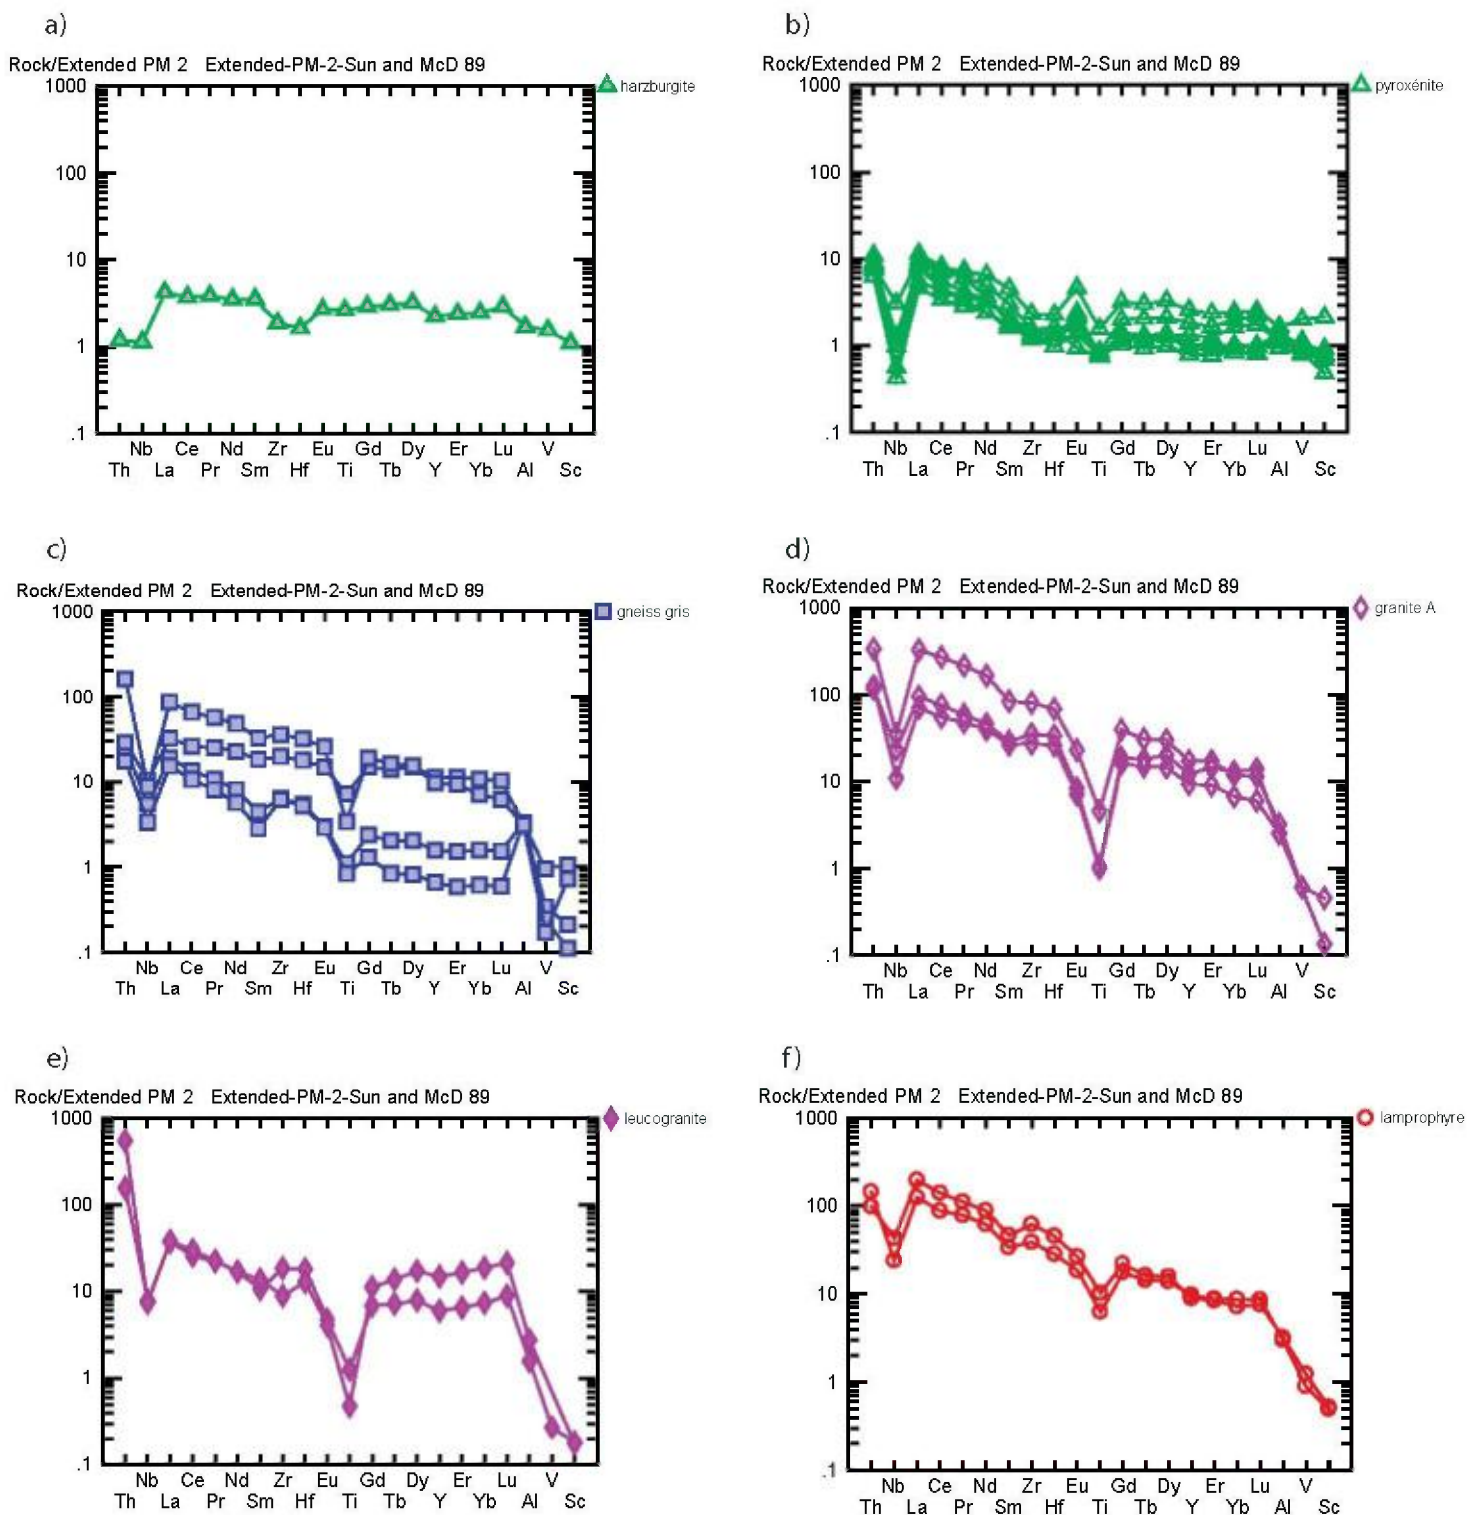 a)
Rock/Extended PM 2 Extended-PM-2-Sun and McD 89
harzburgite
1000
100
10
1
.1
Nb Ce Nd Zr Eu Gd Dy Er Lu V
Th La Pr Sm Hf Ti Tb Y Yb Al Sc
b)
Rock/Extended PM 2 Extended-PM-2-Sun and McD 89
pyroxénite
1000
100
10
1
.1
Nb Ce Nd Zr Eu Gd Dy Er Lu V
Th La Pr Sm Hf Ti Tb Y Yb Al Sc
c)
Rock/Extended PM 2 Extended-PM-2-Sun and McD 89
gneiss gris
1000
100
10
1
.1
Nb Ce Nd Zr Eu Gd Dy Er Lu V
Th La Pr Sm Hf Ti Tb Y Yb Al Sc
d)
Rock/Extended PM 2 Extended-PM-2-Sun and McD 89
granite A
1000
100
10
1
.1
Nb Ce Nd Zr Eu Gd Dy Er Lu V
Th La Pr Sm Hf Ti Tb Y Yb Al Sc
e)
Rock/Extended PM 2 Extended-PM-2-Sun and McD 89
leucogranite
1000
100
10
1
.1
Nb Ce Nd Zr Eu Gd Dy Er Lu V
Th La Pr Sm Hf Ti Tb Y Yb Al Sc
f)
Rock/Extended PM 2 Extended-PM-2-Sun and McD 89
lamprophyre
1000
100
10
1
.1
Nb Ce Nd Zr Eu Gd Dy Er Lu V
Th La Pr Sm Hf Ti Tb Y Yb Al Sc